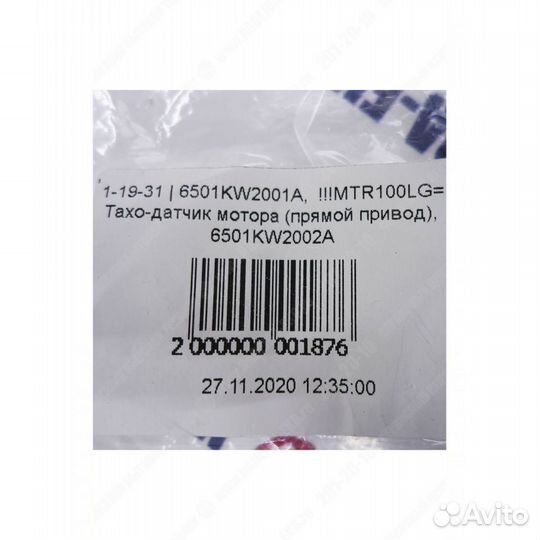 1-19-31 | 6501KW2001A, !!!MTR100LG=
Тахо-датчик мотора (прямой привод),
6501KW2002A
2 000000 001876
27.11.2020 12:35:00
Avito